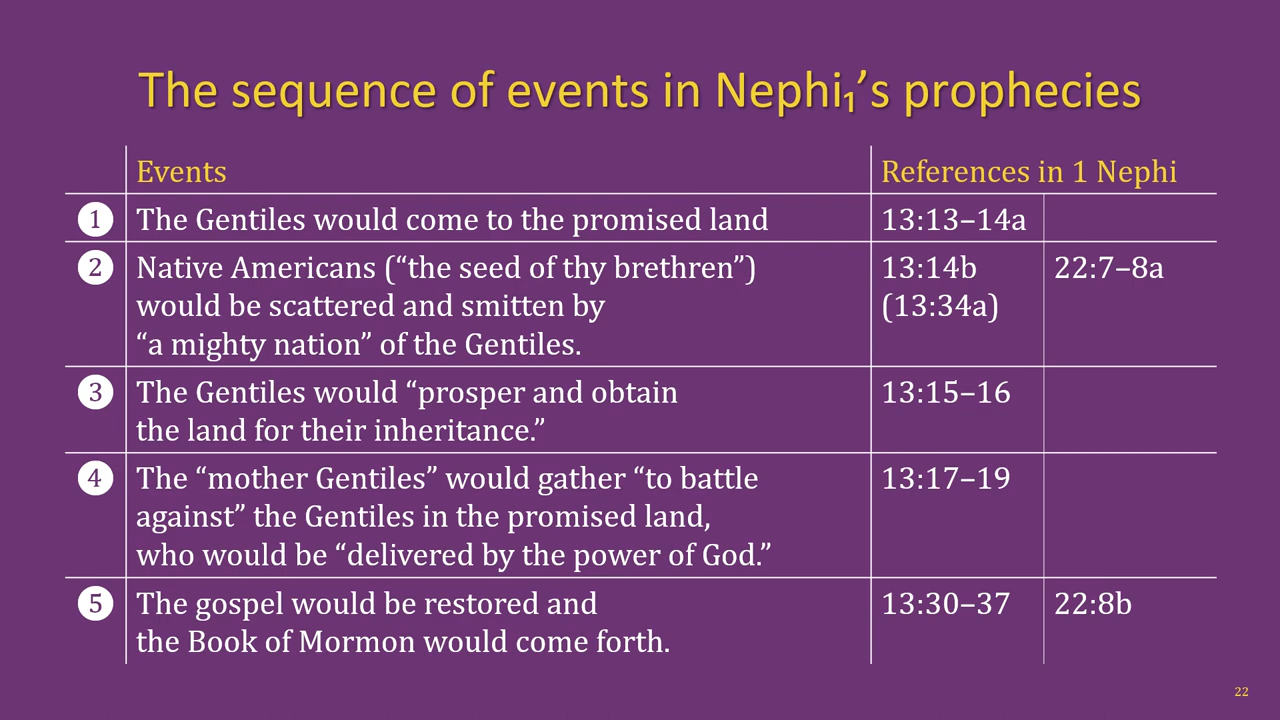 The sequence of events in Nephi₁’s prophecies
Events References in 1 Nephi
❶ The Gentiles would come to the promised land 13:13–14a
❷ Native Americans (“the seed of thy brethren”) 13:14b 22:7–8a
would be scattered and smitten by (13:34a)
“a mighty nation” of the Gentiles.
❸ The Gentiles would “prosper and obtain 13:15–16
the land for their inheritance.”
❹ The “mother Gentiles” would gather “to battle 13:17–19
against” the Gentiles in the promised land,
who would be “delivered by the power of God.”
❺ The gospel would be restored and 13:30–37 22:8b
the Book of Mormon would come forth.
22